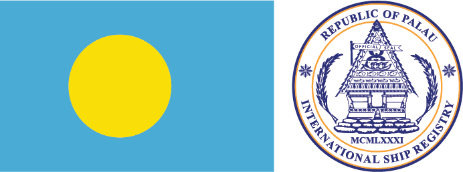 REPUBLIC OF PALAU
OFFICIAL SEAL
MCMLXXXI
INTERNATIONAL SHIP REGISTRY